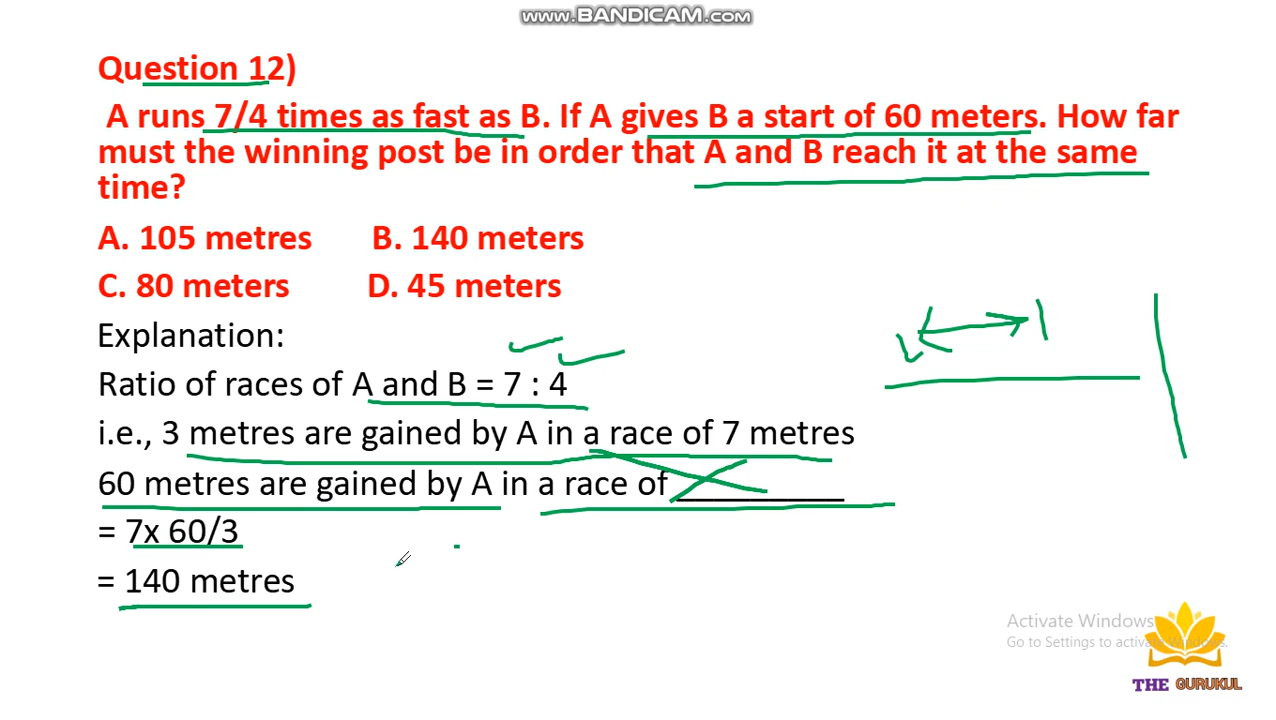 www.BANDICAM.com
Question 12)
A runs 7/4 times as fast as B. If A gives B a start of 60 meters. How far
must the winning post be in order that A and B reach it at the same
time?
A. 105 metres B. 140 meters
C. 80 meters D. 45 meters
Explanation:
Ratio of races of A and B = 7 : 4
i.e., 3 metres are gained by A in a race of 7 metres
60 metres are gained by A in a race of __________
= 7x 60/3
= 140 metres
Activate Windows
Go to Settings to activate Windows.
THE GURUKUL